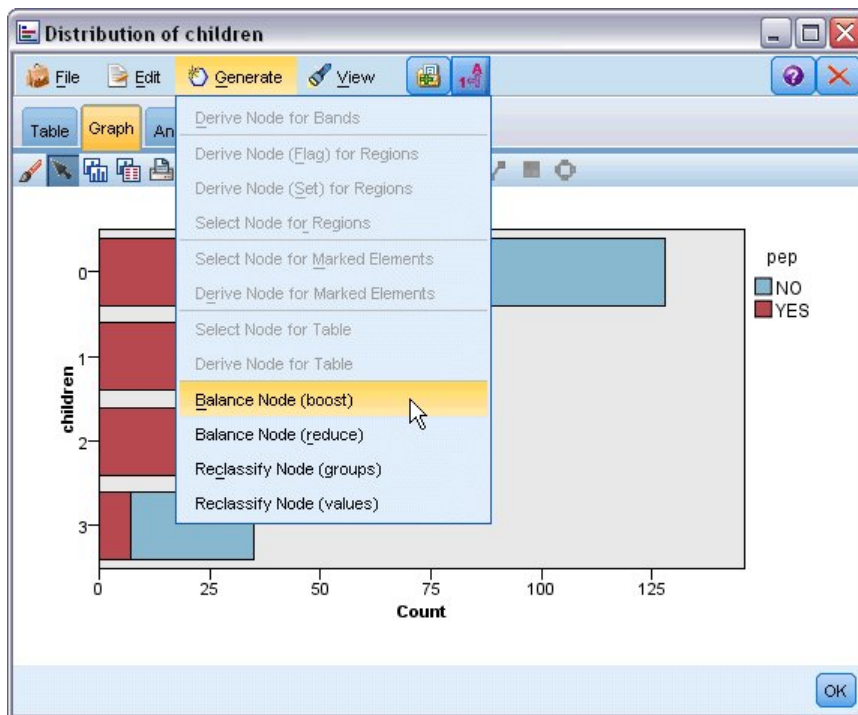 Distribution of children
File Edit Generate View
Table Graph An
Derive Node for Bands
Derive Node (Flag) for Regions
Derive Node (Set) for Regions
Select Node for Regions
Select Node for Marked Elements
Derive Node for Marked Elements
Select Node for Table
Derive Node for Table
Balance Node (boost)
Balance Node (reduce)
Reclassify Node (groups)
Reclassify Node (values)
children
0
1
2
3
0 25 50 75 100 125
Count
pep
NO
YES
OK